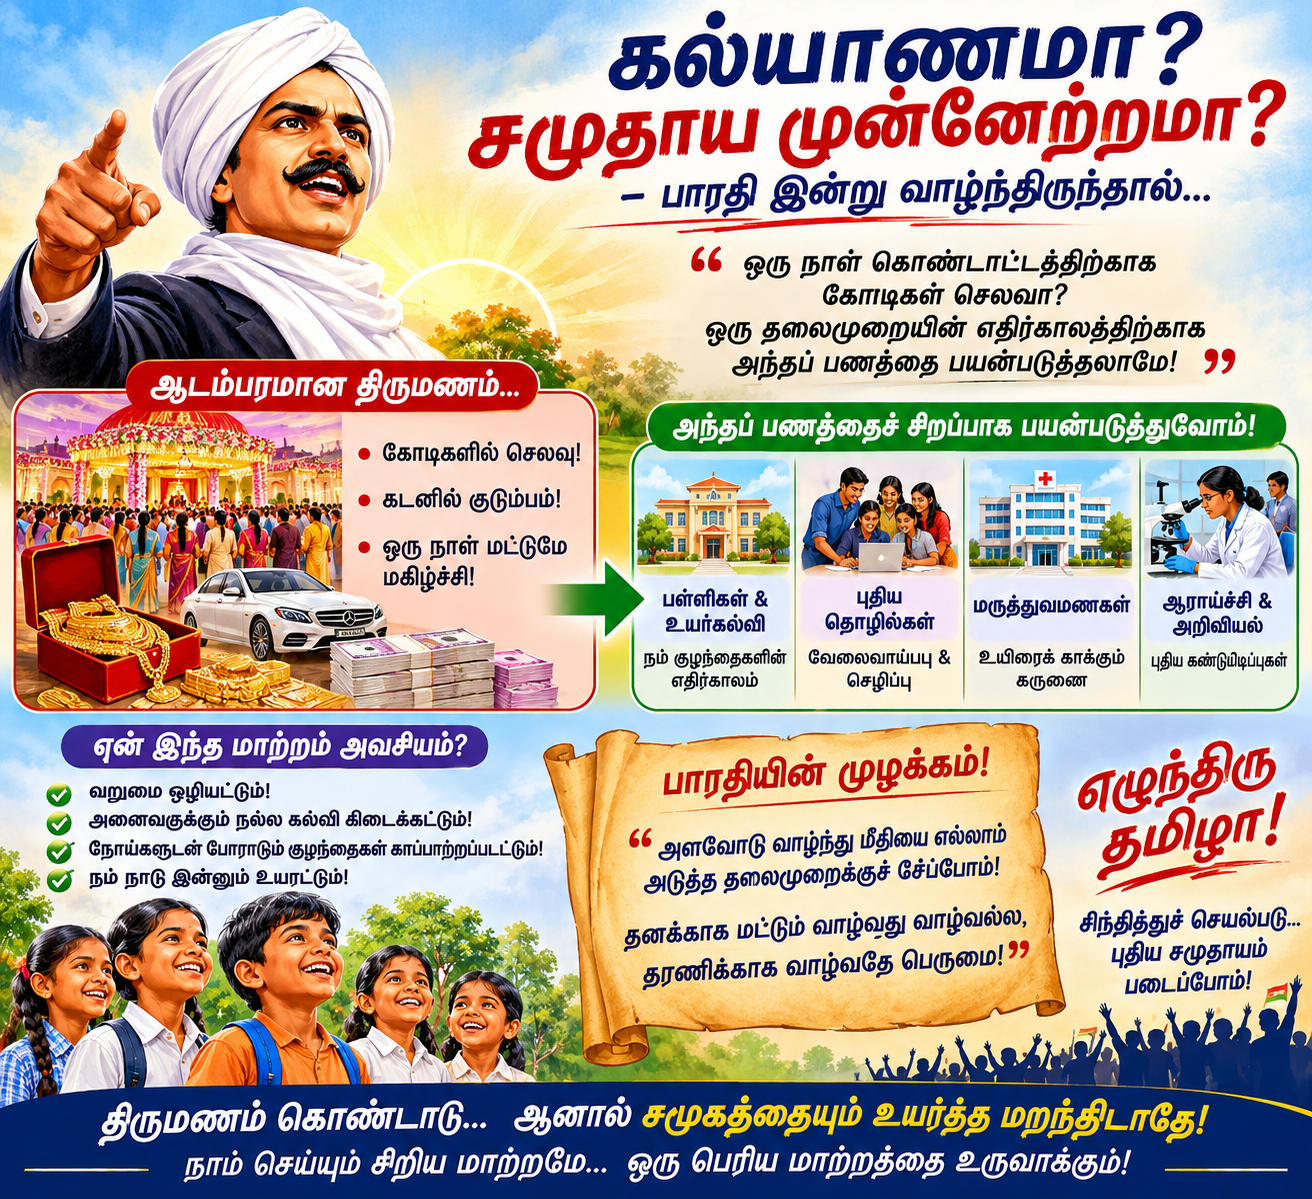 கல்யாணமா?
சமுதாய முன்னேற்றமா?
– பாரதி இன்று வாழ்ந்திருந்தால்...
“ ஒரு நாள் கொண்டாட்டத்திற்காக
கோடிகள் செலவா?
ஒரு தலைமுறையின் எதிர்காலத்திற்காக
அந்தப் பணத்தை பயன்படுத்தலாமே! ”
ஆடம்பரமான திருமணம்...
• கோடிகளில் செலவு!
• கடனில் குடும்பம்!
• ஒரு நாள் மட்டுமே
மகிழ்ச்சி!
அந்தப் பணத்தைச் சிறப்பாக பயன்படுத்துவோம்!
பள்ளிகள் &
உயர்கல்வி
நம் குழந்தைகளின்
எதிர்காலம்
புதிய
தொழில்கள்
வேலைவாய்பபு &
செழிப்பு
மருத்துவமணகள்
உயிரைக் காக்கும்
கருணை
ஆராய்ச்சி &
அறிவியல்
புதிய கண்டுமிடிப்புகள்
ஏன் இந்த மாற்றம் அவசியம்?
வறுமை ஒழியட்டும்!
அனைவகுக்கும் நல்ல கல்வி கிடைக்கட்டும்!
நோய்களுடன் போராடும் குழந்தைகள் காப்பாற்றப்படட்டும்!
நம் நாடு இன்னும் உயரட்டும்!
பாரதியின் முழக்கம்!
“ அளவோடு வாழ்ந்து மீதியை எல்லாம்
அடுத்த தலைமுறைக்குச் சேர்ப்போம்!
தனக்காக மட்டும் வாழ்வது வாழ்வல்ல,
தரணிக்காக வாழ்வதே பெருமை! ”
எழுந்திரு
தமிழா!
சிந்தித்துச் செயல்படு...
புதிய சமுதாயம்
படைப்போம்!
திருமணம் கொண்டாடு... ஆனால் சமூகத்தையும் உயர்த்த மறந்திடாதே!
நாம் செய்யும் சிறிய மாற்றமே... ஒரு பெரிய மாற்றத்தை உருவாக்கும்!